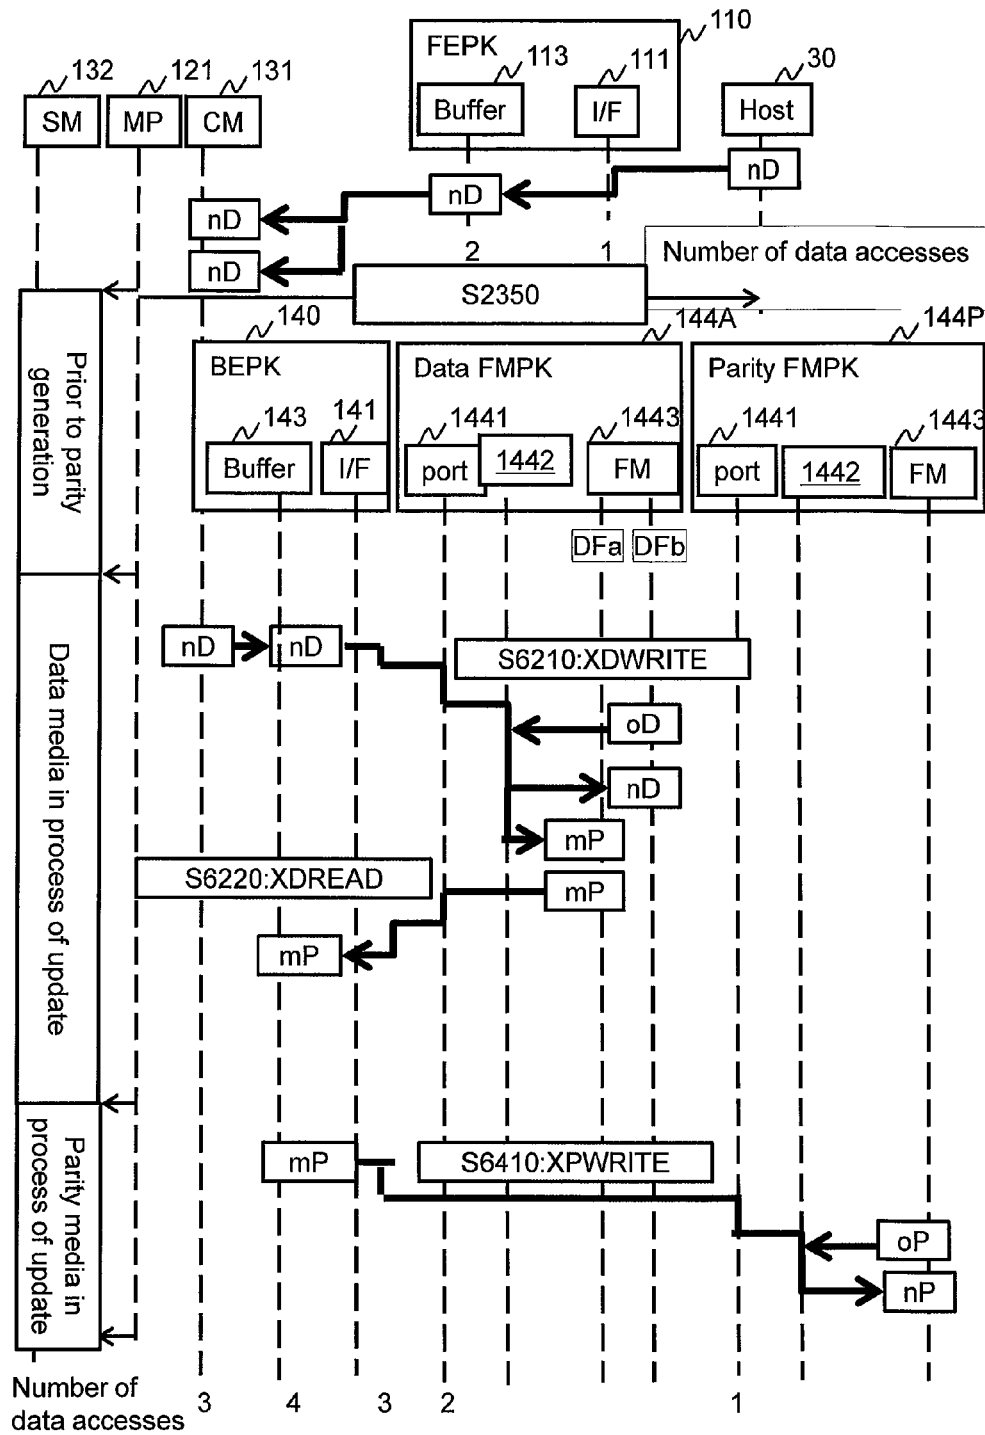 110
FEPK
132
121
131
113
111
30
SM
MP
CM
Buffer
I/F
Host
nD
nD
nD
nD
2
1
Number of data accesses
S2350
140
144A
144P
BEPK
Data FMPK
Parity FMPK
143
141
1441
1443
1441
1443
Buffer
I/F
port
1442
FM
port
1442
FM
DFa
DFb
Prior to parity
generation
nD
nD
S6210:XDWRITE
oD
nD
mP
S6220:XDREAD
mP
mP
Data media in process of update
mP
S6410:XPWRITE
oP
nP
Parity media in
process of update
Number of
data accesses
3
4
3
2
1